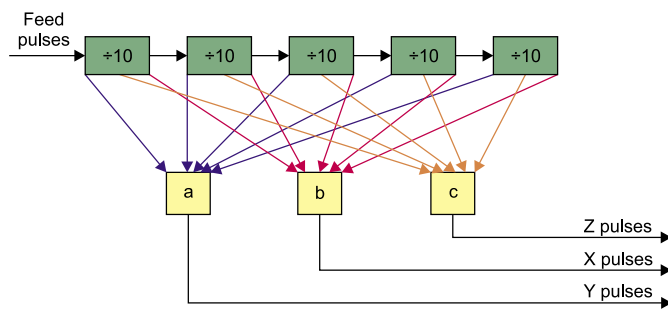 Feed
pulses
÷10
÷10
÷10
÷10
÷10
a
b
c
Z pulses
X pulses
Y pulses